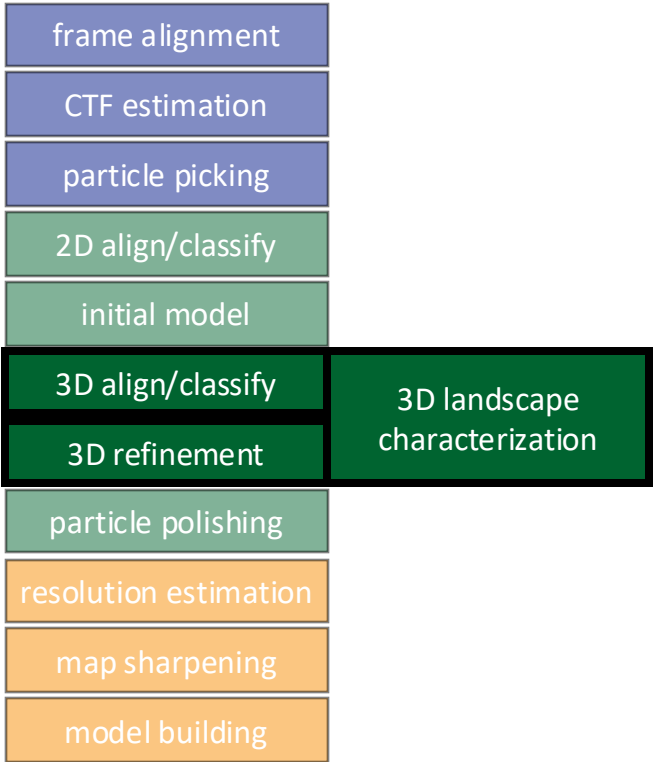 frame alignment
CTF estimation
particle picking
2D align/classify
initial model
3D align/classify
3D refinement
3D landscape
characterization
particle polishing
resolution estimation
map sharpening
model building